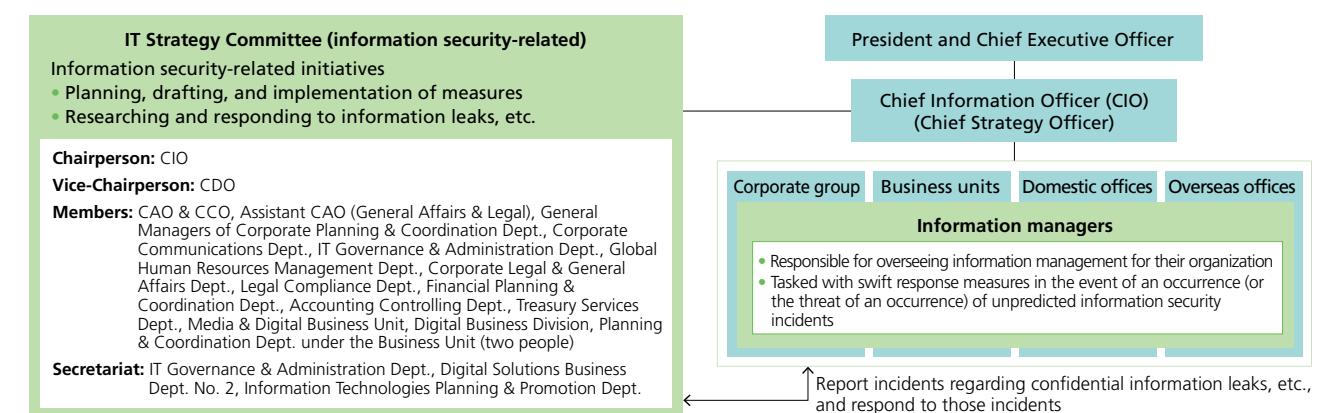 IT Strategy Committee (information security-related)
Information security-related initiatives
• Planning, drafting, and implementation of measures
• Researching and responding to information leaks, etc.
Chairperson: CIO
Vice-Chairperson: CDO
Members: CAO & CCO, Assistant CAO (General Affairs & Legal), General
Managers of Corporate Planning & Coordination Dept., Corporate
Communications Dept., IT Governance & Administration Dept., Global
Human Resources Management Dept., Corporate Legal & General
Affairs Dept., Legal Compliance Dept., Financial Planning &
Coordination Dept., Accounting Controlling Dept., Treasury Services
Dept., Media & Digital Business Unit, Digital Business Division, Planning
& Coordination Dept. under the Business Unit (two people)
Secretariat: IT Governance & Administration Dept., Digital Solutions Business
Dept. No. 2, Information Technologies Planning & Promotion Dept.
President and Chief Executive Officer
Chief Information Officer (CIO)
(Chief Strategy Officer)
Corporate group
Business units
Domestic offices
Overseas offices
Information managers
• Responsible for overseeing information management for their organization
• Tasked with swift response measures in the event of an occurrence (or
the threat of an occurrence) of unpredicted information security
incidents
Report incidents regarding confidential information leaks, etc.,
and respond to those incidents